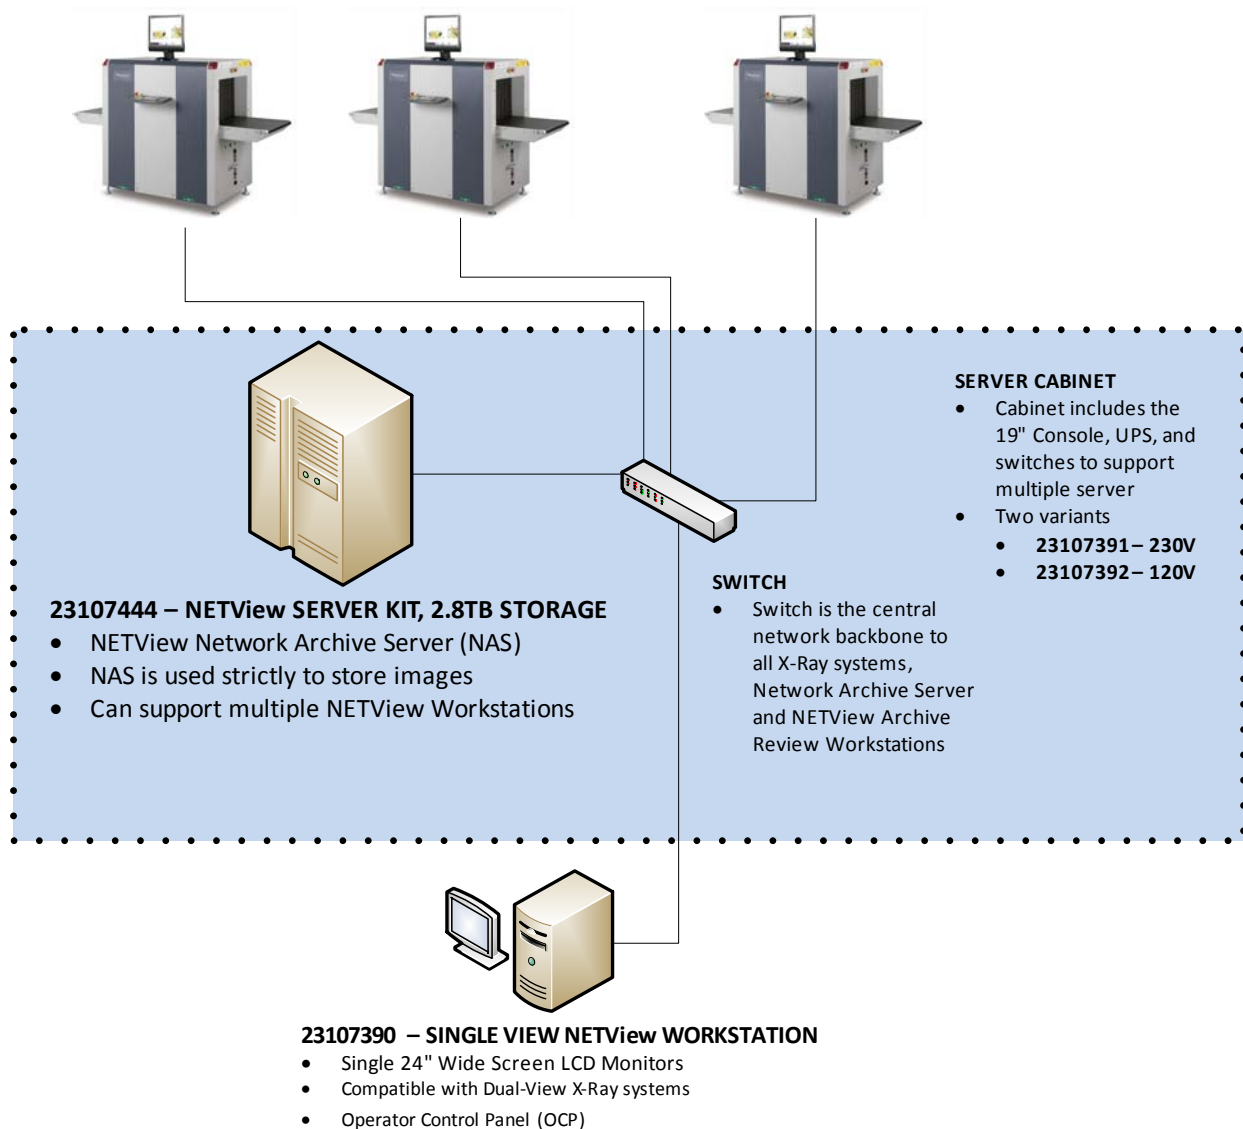 SERVER CABINET
• Cabinet includes the
19" Console, UPS, and
switches to support
multiple server
• Two variants
• 23107391 – 230V
• 23107392 – 120V
SWITCH
• Switch is the central
network backbone to
all X-Ray systems,
Network Archive Server
and NETView Archive
Review Workstations
23107444 – NETView SERVER KIT, 2.8TB STORAGE
• NETView Network Archive Server (NAS)
• NAS is used strictly to store images
• Can support multiple NETView Workstations
23107390 – SINGLE VIEW NETView WORKSTATION
• Single 24" Wide Screen LCD Monitors
• Compatible with Dual-View X-Ray systems
• Operator Control Panel (OCP)